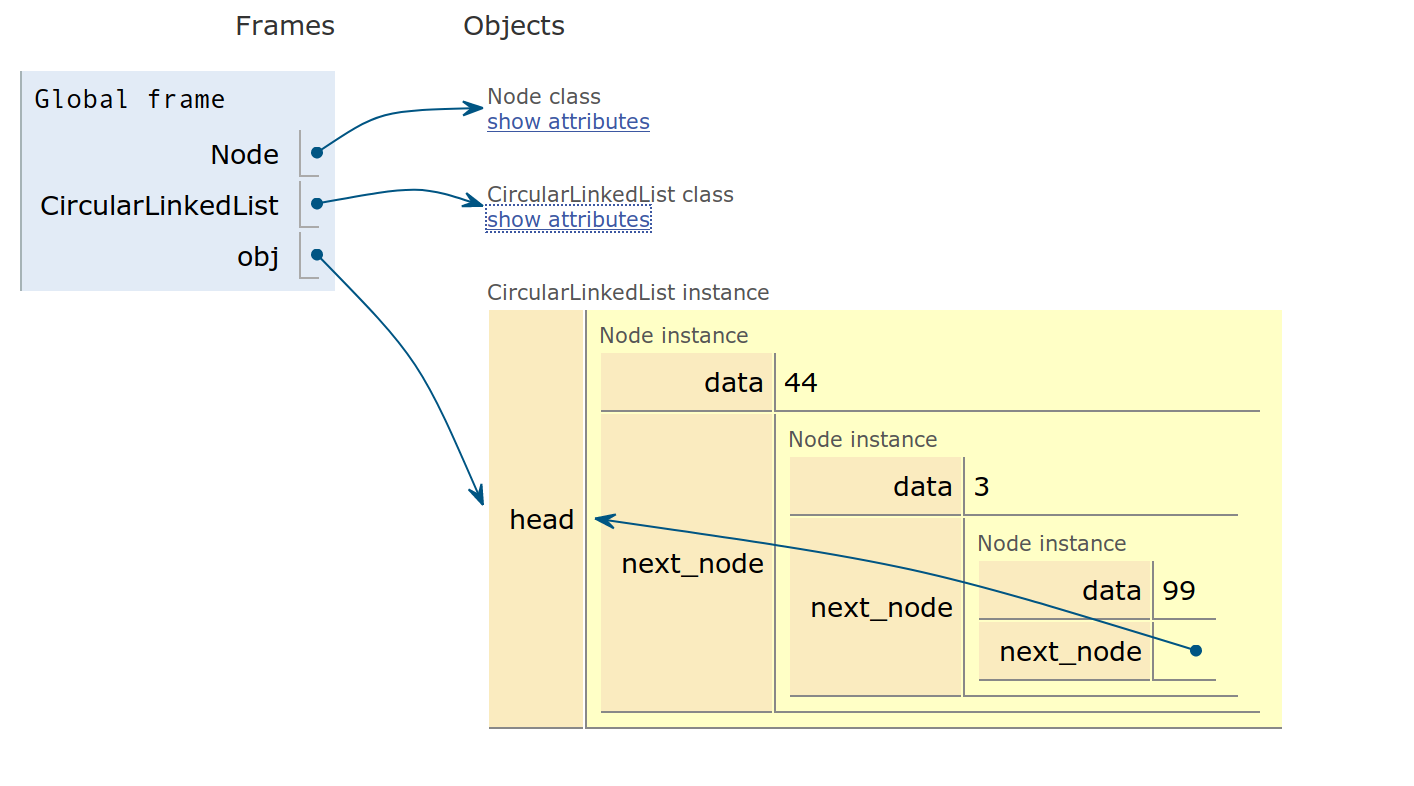 Frames Objects
Global frame
Node
CircularLinkedList
obj
Node class
show attributes
CircularLinkedList class
show attributes
CircularLinkedList instance
head
Node instance
data 44
next_node
Node instance
data 3
next_node
Node instance
data 99
next_node